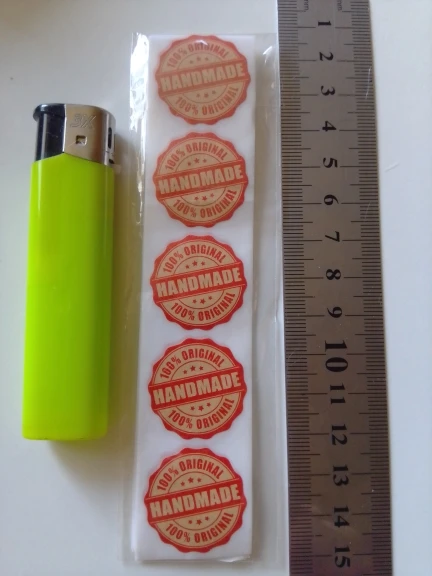 100% ORIGINAL
HANDMADE
100% ORIGINAL
100% ORIGINAL
HANDMADE
100% ORIGINAL
100% ORIGINAL
HANDMADE
100% ORIGINAL
100% ORIGINAL
HANDMADE
100% ORIGINAL
100% ORIGINAL
HANDMADE
100% ORIGINAL
1
2
3
4
5
6
7
8
9
10
11
12
13
14
15